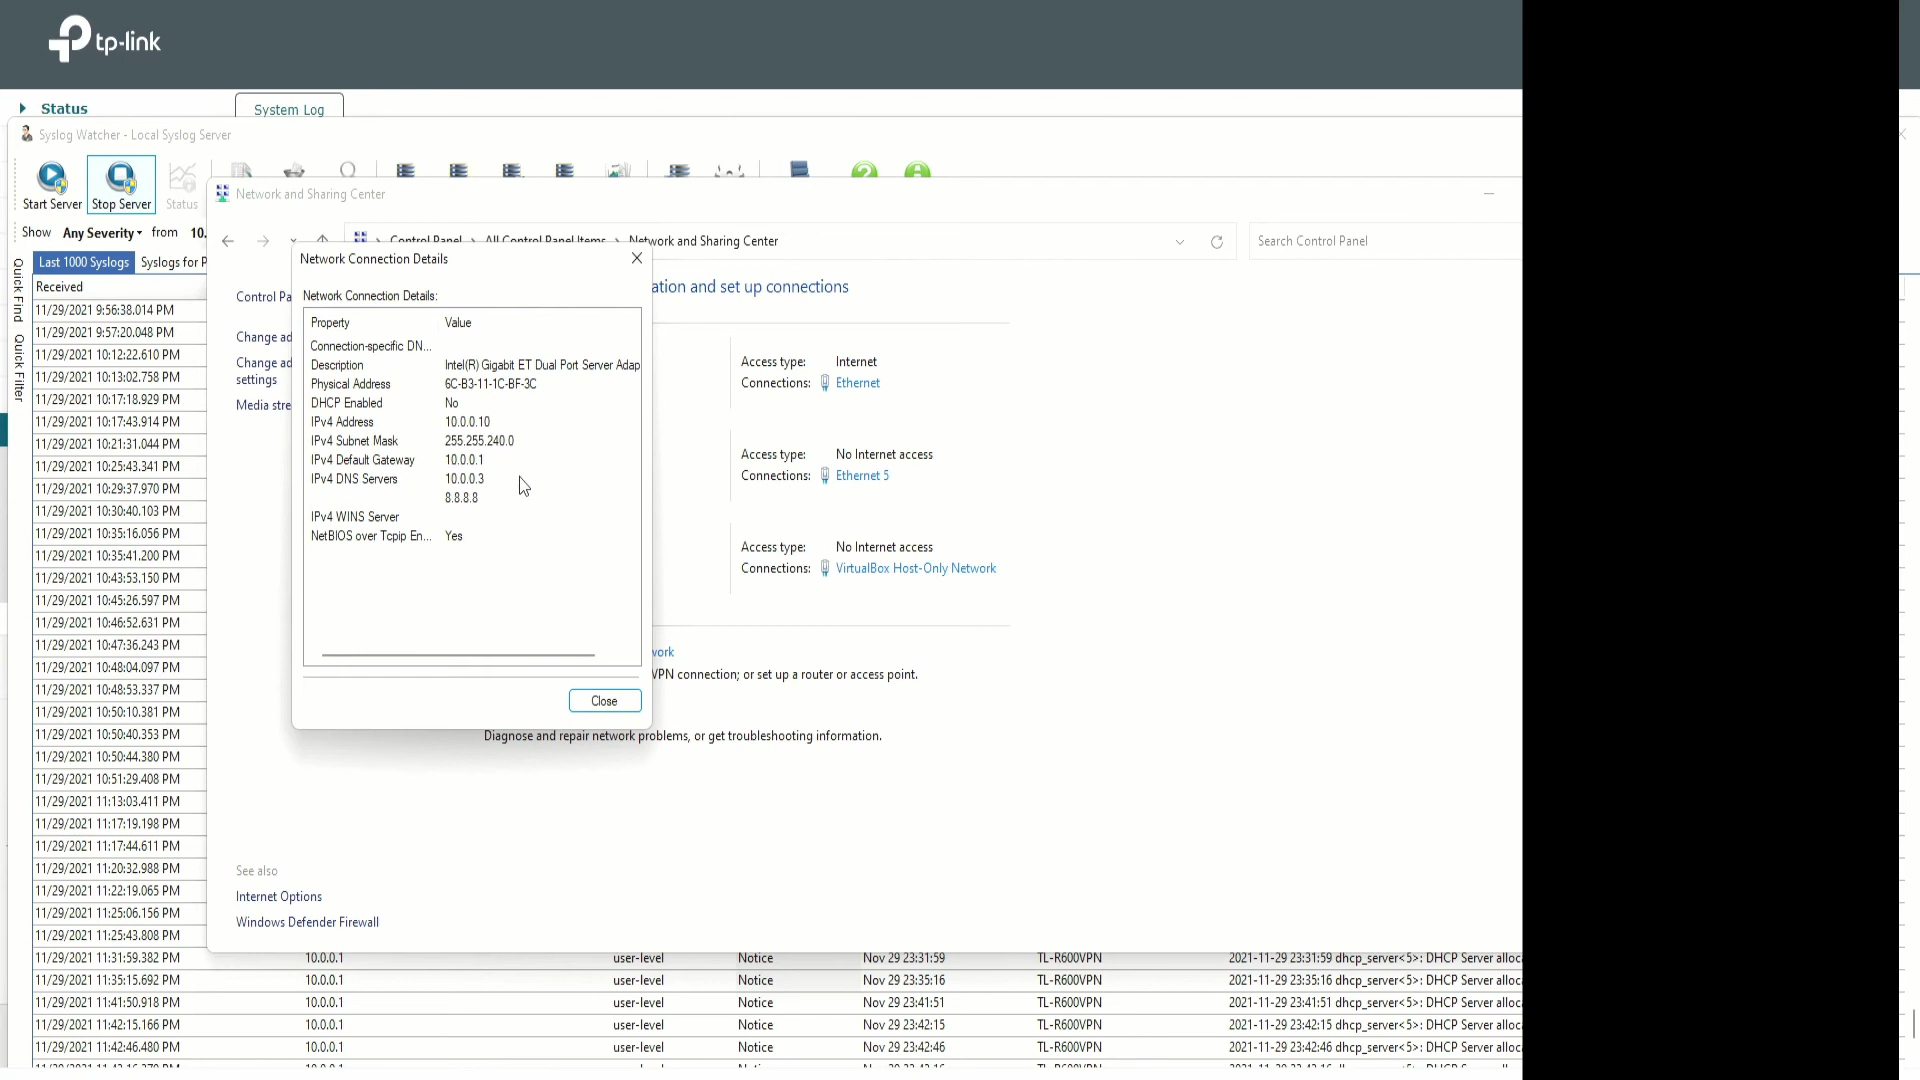 tp-link
Status
System Log
Syslog Watcher - Local Syslog Server
Start Server
Stop Server
Status
Network and Sharing Center
Show Any Severity from 10.
Control Panel > All Control Panel Items > Network and Sharing Center
Search Control Panel
Last 1000 Syslogs
Syslogs for P
Quick Find
Quick Filter
Received
11/29/2021 9:56:38.014 PM
11/29/2021 9:57:20.048 PM
11/29/2021 10:12:22.610 PM
11/29/2021 10:13:02.758 PM
11/29/2021 10:17:18.929 PM
11/29/2021 10:17:43.914 PM
11/29/2021 10:21:31.044 PM
11/29/2021 10:25:43.341 PM
11/29/2021 10:29:37.970 PM
11/29/2021 10:30:40.103 PM
11/29/2021 10:35:16.056 PM
11/29/2021 10:35:41.200 PM
11/29/2021 10:43:53.150 PM
11/29/2021 10:45:26.597 PM
11/29/2021 10:46:52.631 PM
11/29/2021 10:47:36.243 PM
11/29/2021 10:48:04.097 PM
11/29/2021 10:48:53.337 PM
11/29/2021 10:50:10.381 PM
11/29/2021 10:50:40.353 PM
11/29/2021 10:50:44.380 PM
11/29/2021 10:51:29.408 PM
11/29/2021 11:13:03.411 PM
11/29/2021 11:17:19.198 PM
11/29/2021 11:17:44.611 PM
11/29/2021 11:20:32.988 PM
11/29/2021 11:22:19.065 PM
11/29/2021 11:25:06.156 PM
11/29/2021 11:25:43.808 PM
Control Pa
Change ad
Change ad
settings
Media stre
Network Connection Details
Network Connection Details:
Property Value
Connection-specific DN...
Description Intel(R) Gigabit ET Dual Port Server Adap
Physical Address 6C-B3-11-1C-BF-3C
DHCP Enabled No
IPv4 Address 10.0.0.10
IPv4 Subnet Mask 255.255.240.0
IPv4 Default Gateway 10.0.0.1
IPv4 DNS Servers 10.0.0.3
8.8.8.8
IPv4 WINS Server
NetBIOS over Tcpip En... Yes
Close
ation and set up connections
Access type: Internet
Connections: Ethernet
Access type: No Internet access
Connections: Ethernet 5
Access type: No Internet access
Connections: VirtualBox Host-Only Network
work
VPN connection; or set up a router or access point.
Diagnose and repair network problems, or get troubleshooting information.
See also
Internet Options
Windows Defender Firewall
11/29/2021 11:31:59.382 PM 10.0.0.1 user-level Notice Nov 29 23:31:59 TL-R600VPN 2021-11-29 23:31:59 dhcp_server<5>: DHCP Server alloc
11/29/2021 11:35:15.692 PM 10.0.0.1 user-level Notice Nov 29 23:35:16 TL-R600VPN 2021-11-29 23:35:16 dhcp_server<5>: DHCP Server alloc
11/29/2021 11:41:50.918 PM 10.0.0.1 user-level Notice Nov 29 23:41:51 TL-R600VPN 2021-11-29 23:41:51 dhcp_server<5>: DHCP Server alloc
11/29/2021 11:42:15.166 PM 10.0.0.1 user-level Notice Nov 29 23:42:15 TL-R600VPN 2021-11-29 23:42:15 dhcp_server<5>: DHCP Server alloc
11/29/2021 11:42:46.480 PM 10.0.0.1 user-level Notice Nov 29 23:42:46 TL-R600VPN 2021-11-29 23:42:46 dhcp_server<5>: DHCP Server alloc